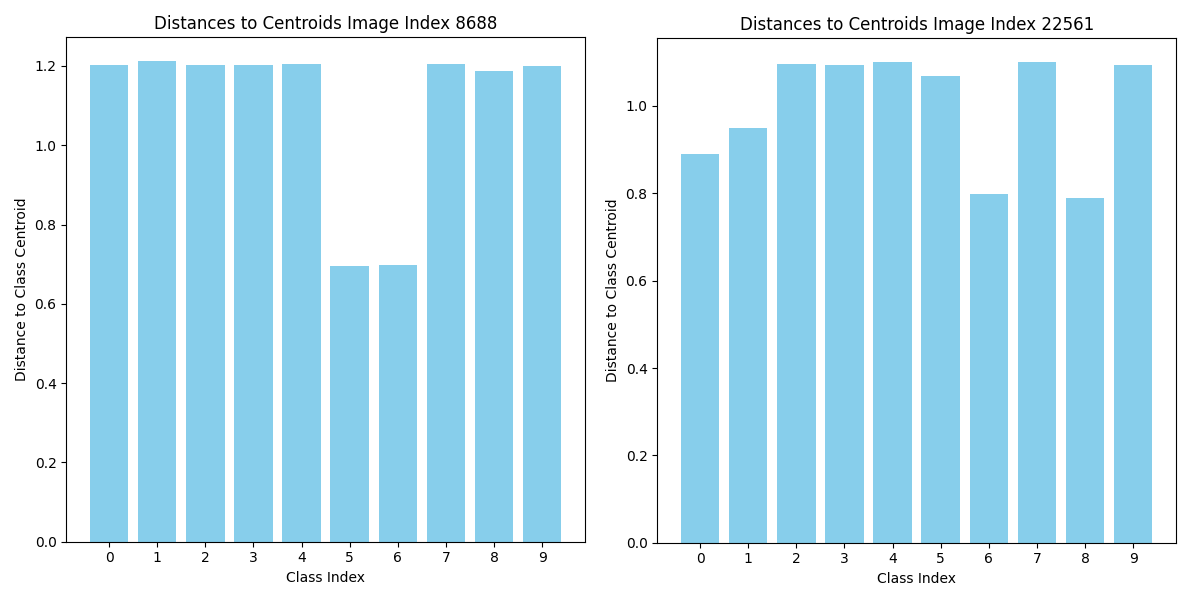 Distances to Centroids Image Index 8688
Distance to Class Centroid
1.2
1.0
0.8
0.6
0.4
0.2
0.0
0 1 2 3 4 5 6 7 8 9
Class Index
Distances to Centroids Image Index 22561
Distance to Class Centroid
1.0
0.8
0.6
0.4
0.2
0.0
0 1 2 3 4 5 6 7 8 9
Class Index